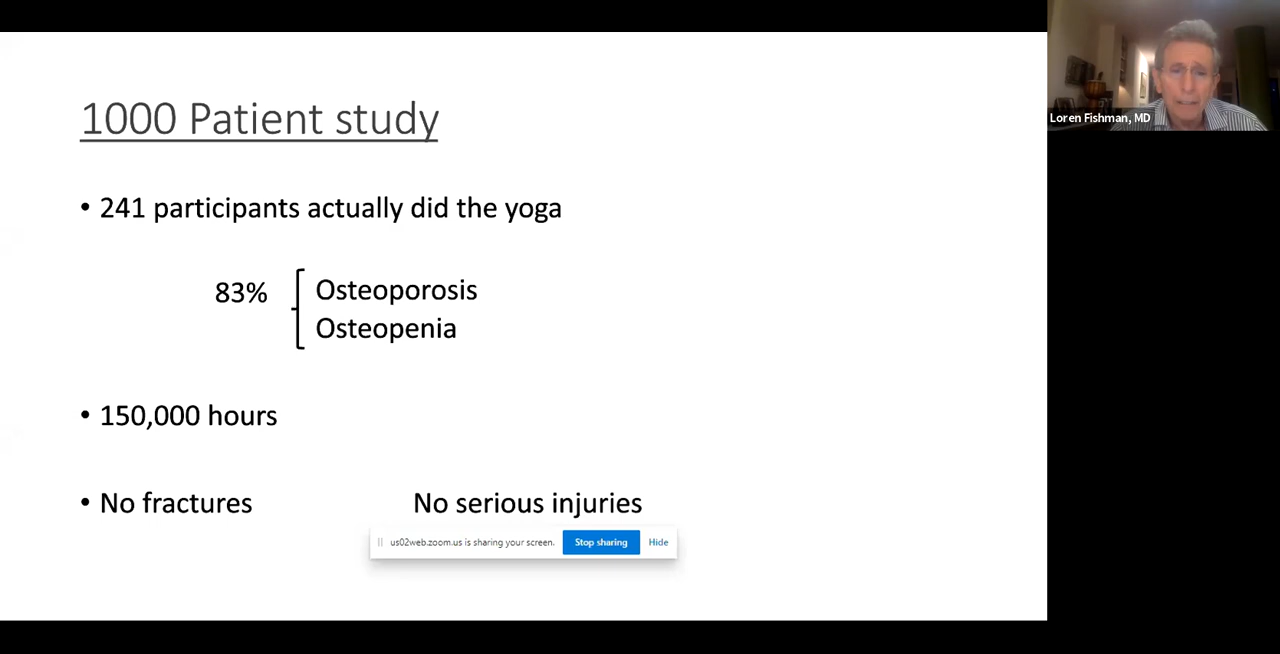 1000 Patient study
• 241 participants actually did the yoga
83%
Osteoporosis
Osteopenia
• 150,000 hours
• No fractures No serious injuries
us02web.zoom.us is sharing your screen. Stop sharing Hide
Loren Fishman, MD